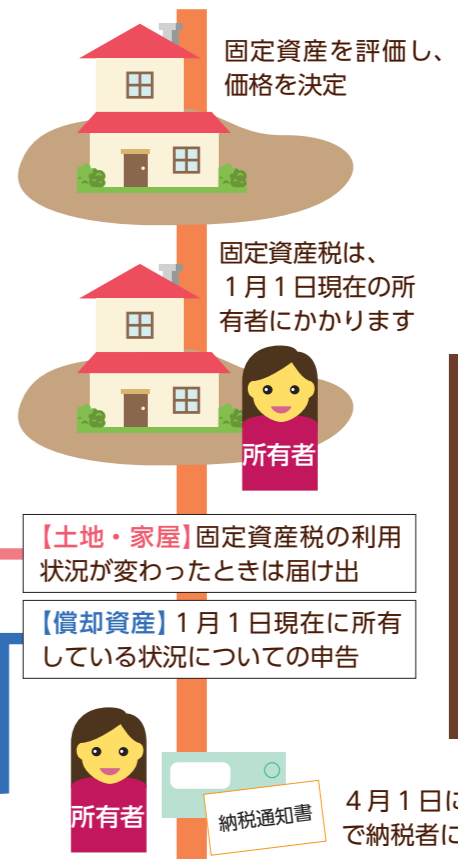 固定資産を評価し、
価格を決定
固定資産税は、
１月１日現在の所
有者にかかります
所有者
【土地・家屋】固定資産税の利用
状況が変わったときは届け出
【償却資産】１月１日現在に所有
している状況についての申告
所有者
納税通知書
４月１日に
で納税者に